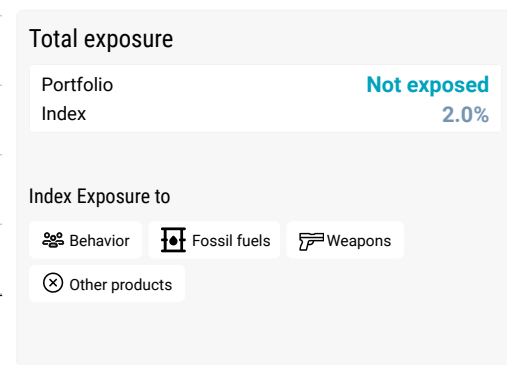 Total exposure
Portfolio Not exposed
Index 2.0%
Index Exposure to
Behavior Fossil fuels Weapons
Other products